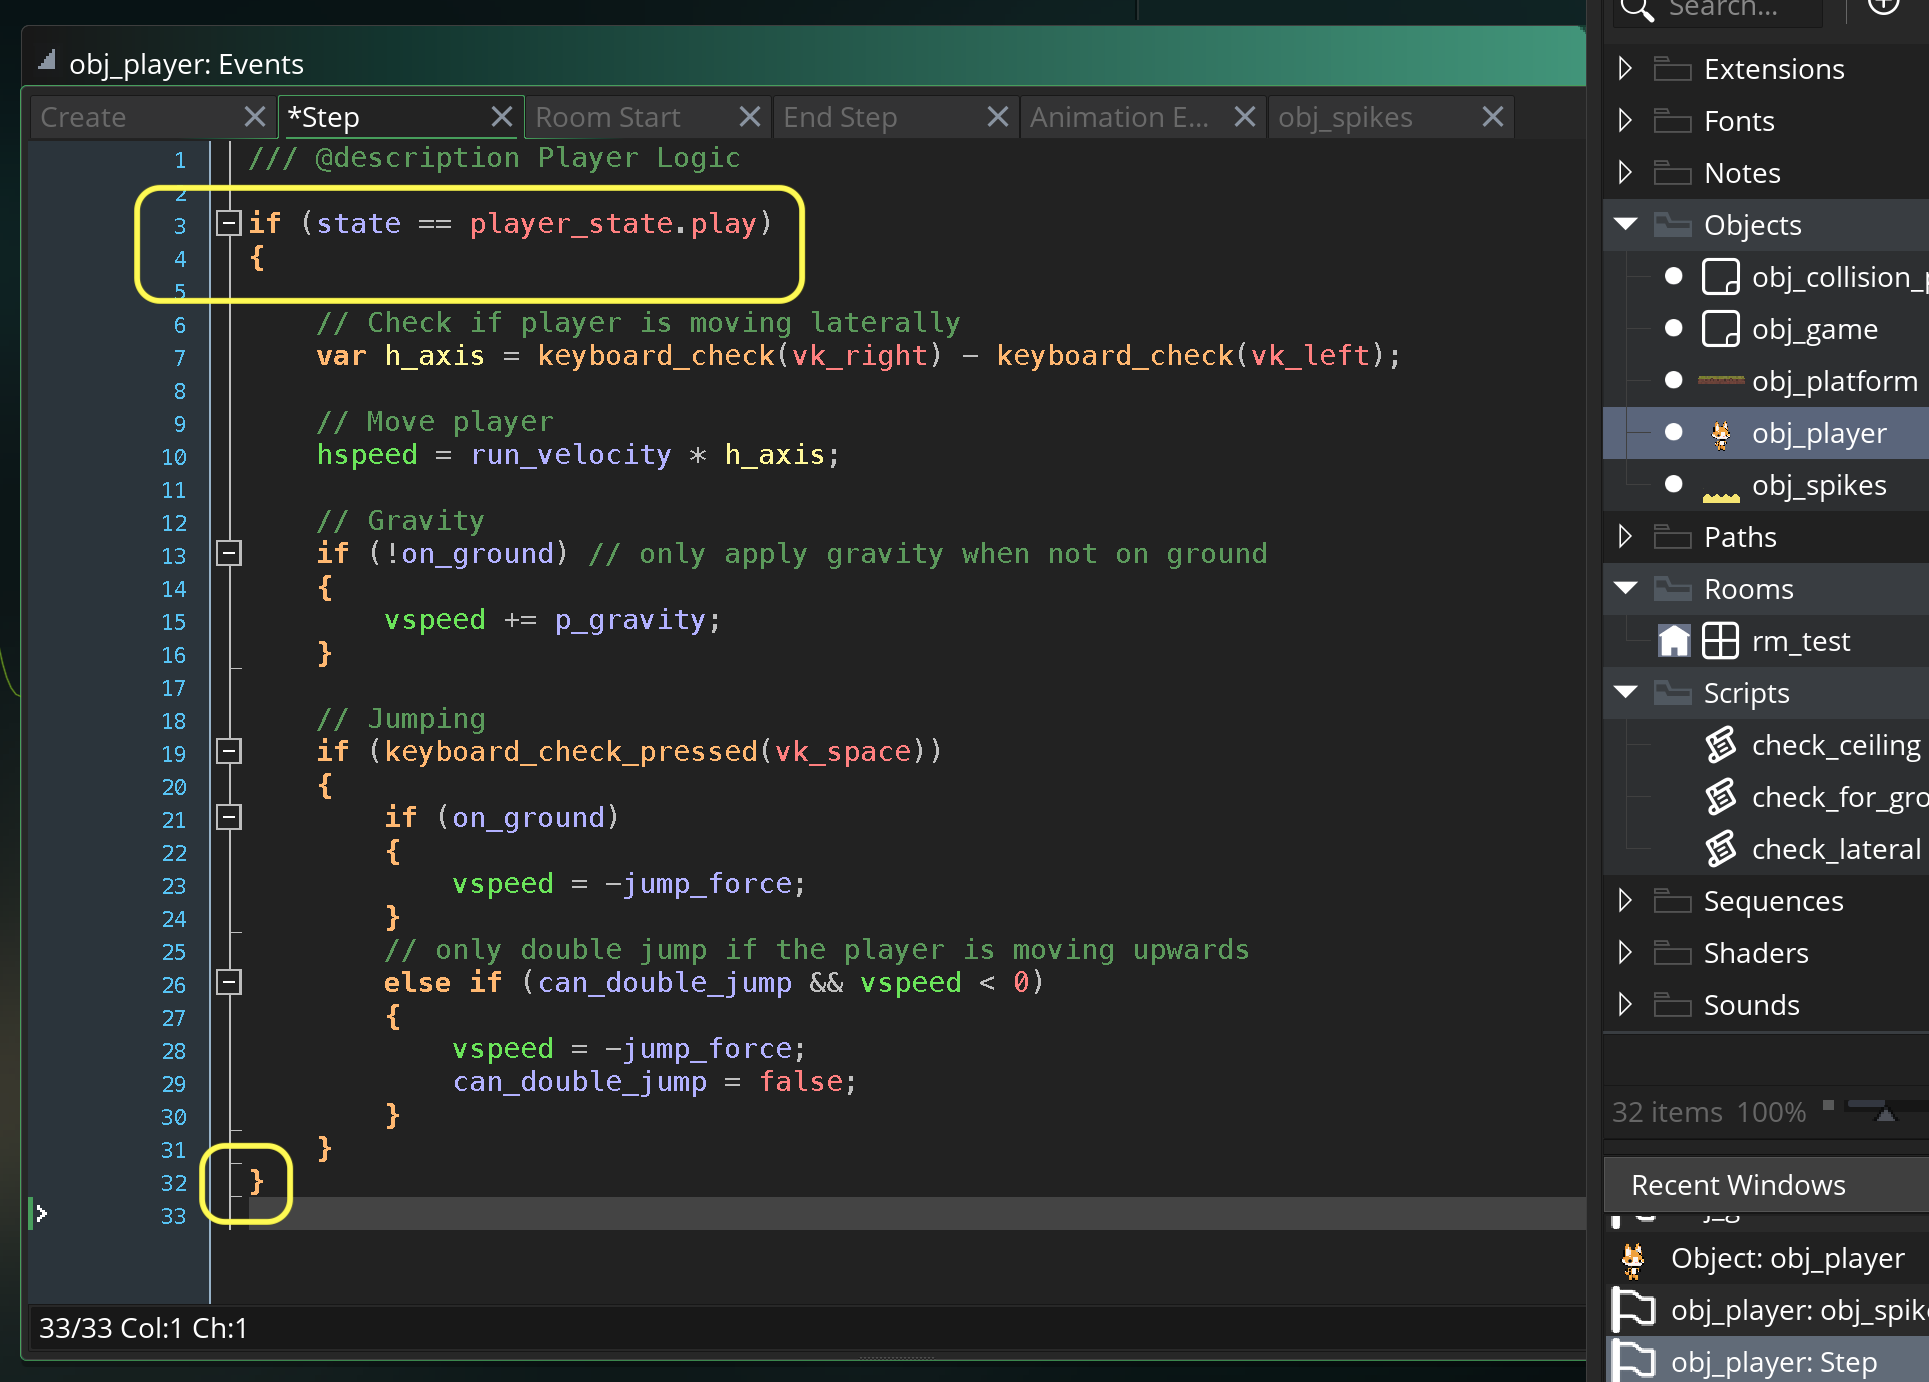 obj_player: Events
Create
*Step
Room Start
End Step
Animation E...
obj_spikes
1 /// @description Player Logic
2
3 if (state == player_state.play)
4 {
5
6 // Check if player is moving laterally
7 var h_axis = keyboard_check(vk_right) - keyboard_check(vk_left);
8
9 // Move player
10 hspeed = run_velocity * h_axis;
11
12 // Gravity
13 if (!on_ground) // only apply gravity when not on ground
14 {
15 vspeed += p_gravity;
16 }
17
18 // Jumping
19 if (keyboard_check_pressed(vk_space))
20 {
21 if (on_ground)
22 {
23 vspeed = -jump_force;
24 }
25 // only double jump if the player is moving upwards
26 else if (can_double_jump && vspeed < 0)
27 {
28 vspeed = -jump_force;
29 can_double_jump = false;
30 }
31 }
32 }
33
33/33 Col:1 Ch:1
Search...
Extensions
Fonts
Notes
Objects
obj_collision_
obj_game
obj_platform
obj_player
obj_spikes
Paths
Rooms
rm_test
Scripts
check_ceiling
check_for_gro
check_lateral
Sequences
Shaders
Sounds
32 items 100%
Recent Windows
Object: obj_player
obj_player: obj_spik
obj_player: Step